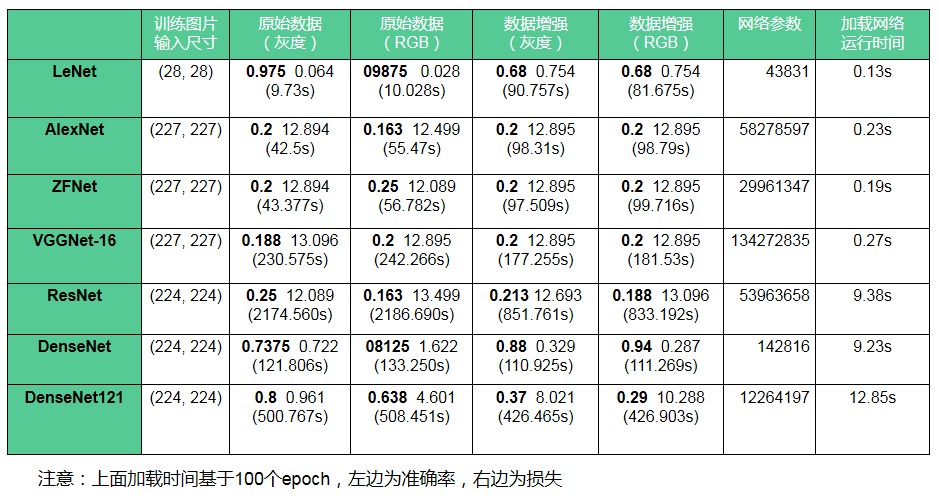 训练图片 原始数据 原始数据 数据增强 数据增强 网络参数 加载网络
输入尺寸 （灰度） （RGB） （灰度） （RGB） 运行时间
LeNet (28, 28) 0.975 0.064 09875 0.028 0.68 0.754 0.68 0.754 43831 0.13s
(9.73s) (10.028s) (90.757s) (81.675s)
AlexNet (227, 227) 0.2 12.894 0.163 12.499 0.2 12.895 0.2 12.895 58278597 0.23s
(42.5s) (55.47s) (98.31s) (98.79s)
ZFNet (227, 227) 0.2 12.894 0.25 12.089 0.2 12.895 0.2 12.895 29961347 0.19s
(43.377s) (56.782s) (97.509s) (99.716s)
VGGNet-16 (227, 227) 0.188 13.096 0.2 12.895 0.2 12.895 0.2 12.895 134272835 0.27s
(230.575s) (242.266s) (177.255s) (181.53s)
ResNet (224, 224) 0.25 12.089 0.163 13.499 0.213 12.693 0.188 13.096 53963658 9.38s
(2174.560s) (2186.690s) (851.761s) (833.192s)
DenseNet (224, 224) 0.7375 0.722 08125 1.622 0.88 0.329 0.94 0.287 142816 9.23s
(121.806s) (133.250s) (110.925s) (111.269s)
DenseNet121 (224, 224) 0.8 0.961 0.638 4.601 0.37 8.021 0.29 10.288 12264197 12.85s
(500.767s) (508.451s) (426.465s) (426.903s)
注意：上面加载时间基于100个epoch，左边为准确率，右边为损失